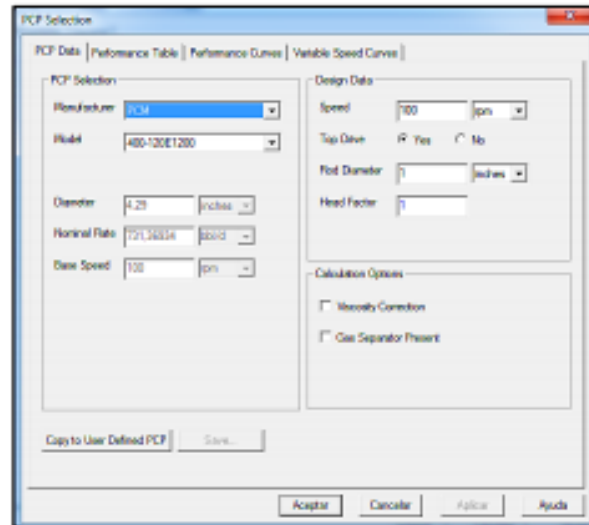 PCP Selection
PCP Data Performance Table Performance Curves Variable Speed Curves
PCP Selection
Manufacturer PCM
Model 400-120E1200
Diameter 4.29 inches
Nominal Rate bbl/d
Base Speed 100 rpm
Design Data
Speed 100 rpm
Top Drive Yes No
Rod Diameter 1 inches
Head Factor 1
Calculation Options
Viscosity Correction
Gas Separator Present
Copy to User Defined PCP Save...
Aceptar Cancelar Aplicar Ayuda